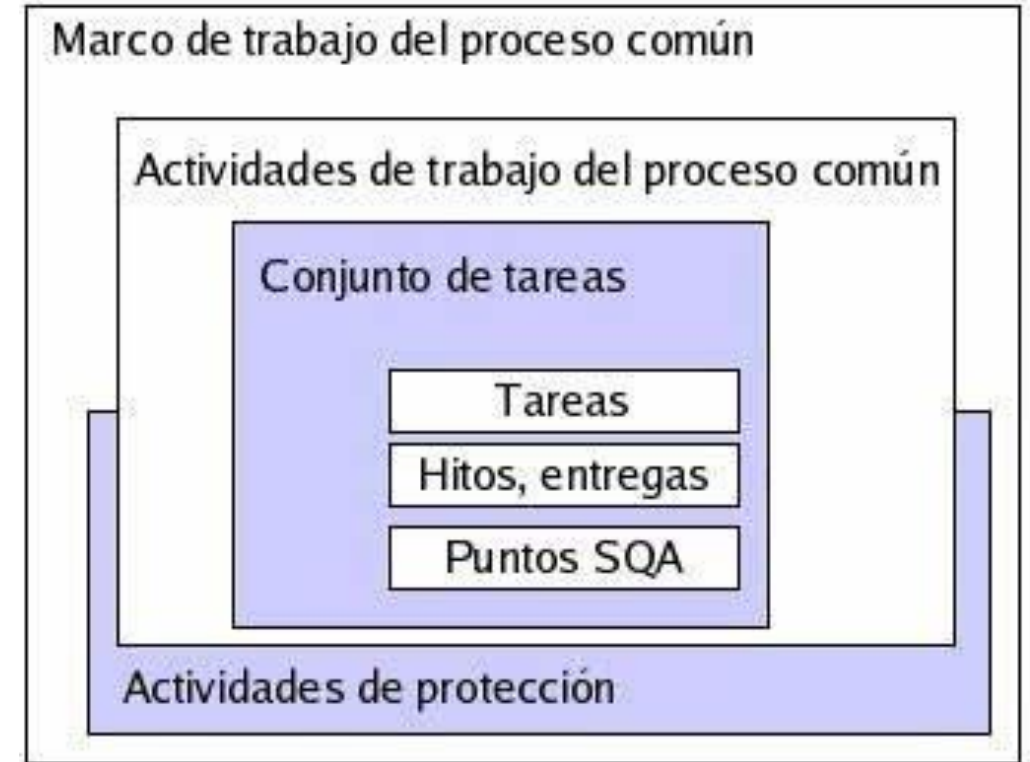 Marco de trabajo del proceso común
Actividades de trabajo del proceso común
Conjunto de tareas
Tareas
Hitos, entregas
Puntos SQA
Actividades de protección